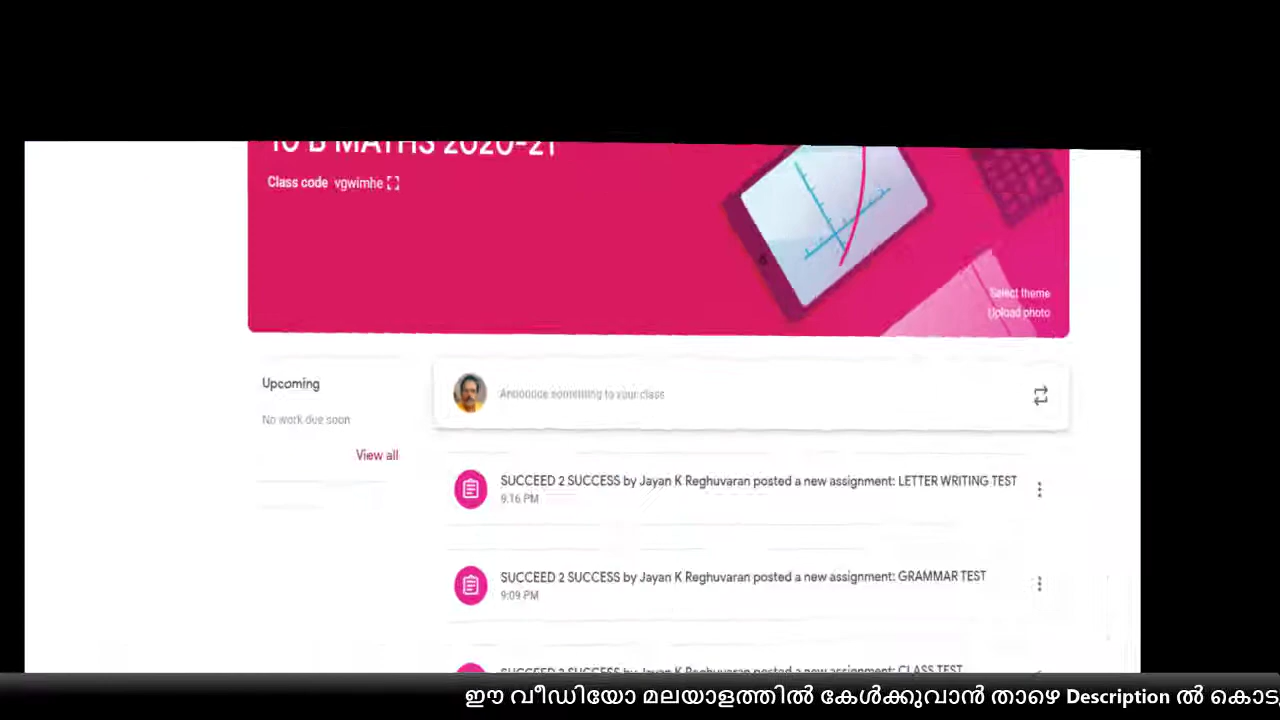 10 B MATHS 2020-21
Class code vgwimhe
Select theme
Upload photo
Upcoming
No work due soon
View all
Announce something to your class
SUCCEED 2 SUCCESS by Jayan K Reghuvaran posted a new assignment: LETTER WRITING TEST
9:16 PM
SUCCEED 2 SUCCESS by Jayan K Reghuvaran posted a new assignment: GRAMMAR TEST
9:09 PM
SUCCEED 2 SUCCESS by Jayan K Reghuvaran posted a new assignment: CLASS TEST
ഈ വീഡിയോ മലയാളത്തിൽ കേൾക്കുവാൻ താഴെ Description ൽ കൊട